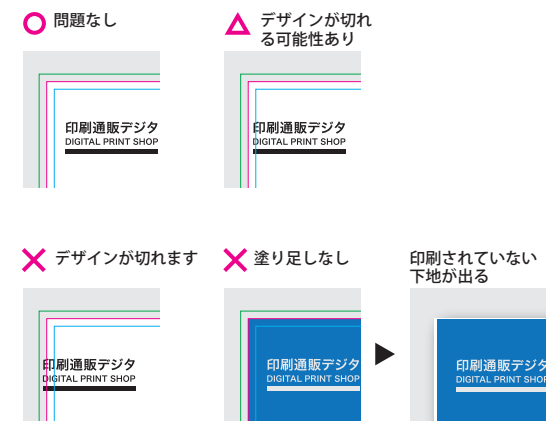 問題なし
デザインが切れ
る可能性あり
印刷通販デジタ
DIGITAL PRINT SHOP
印刷通販デジタ
DIGITAL PRINT SHOP
デザインが切れます
塗り足しなし
印刷されていない
下地が出る
印刷通販デジタ
DIGITAL PRINT SHOP
印刷通販デジタ
DIGITAL PRINT SHOP
印刷通販デジタ
DIGITAL PRINT SHOP